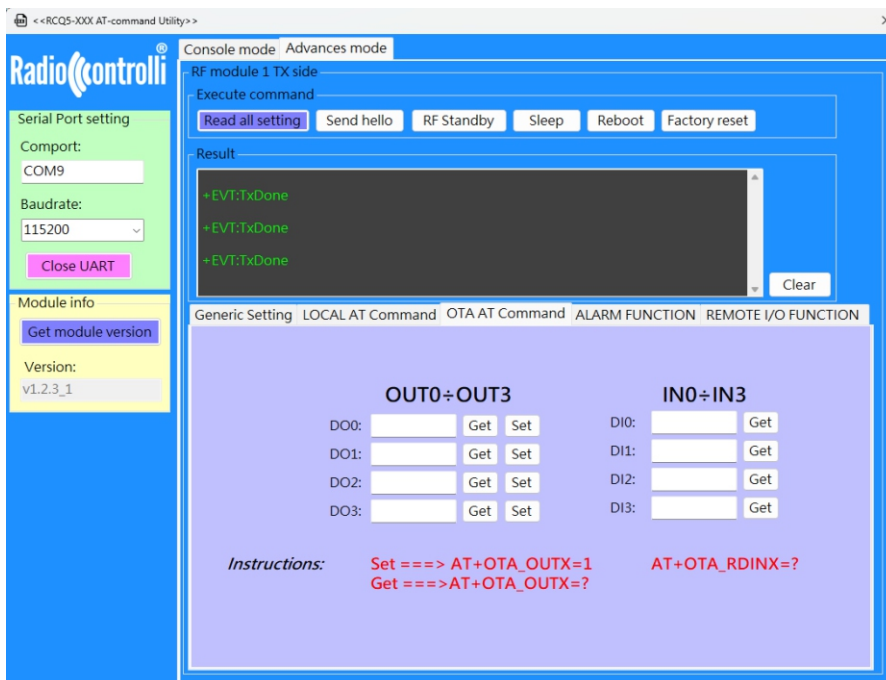 <<RCQ5-XXX AT-command Utility>>
Radiocontrolli®
Console mode Advances mode
RF module 1 TX side
Execute command
Read all setting Send hello RF Standby Sleep Reboot Factory reset
Serial Port setting
Comport:
COM9
Baudrate:
115200
Close UART
Result
+EVT:TxDone
+EVT:TxDone
+EVT:TxDone
Clear
Module info
Get module version
Version:
v1.2.3_1
Generic Setting LOCAL AT Command OTA AT Command ALARM FUNCTION REMOTE I/O FUNCTION
OUT0÷OUT3 IN0÷IN3
DO0: Get Set DI0: Get
DO1: Get Set DI1: Get
DO2: Get Set DI2: Get
DO3: Get Set DI3: Get
Instructions: Set ===> AT+OTA_OUTX=1 AT+OTA_RDINX=?
Get ===>AT+OTA_OUTX=?